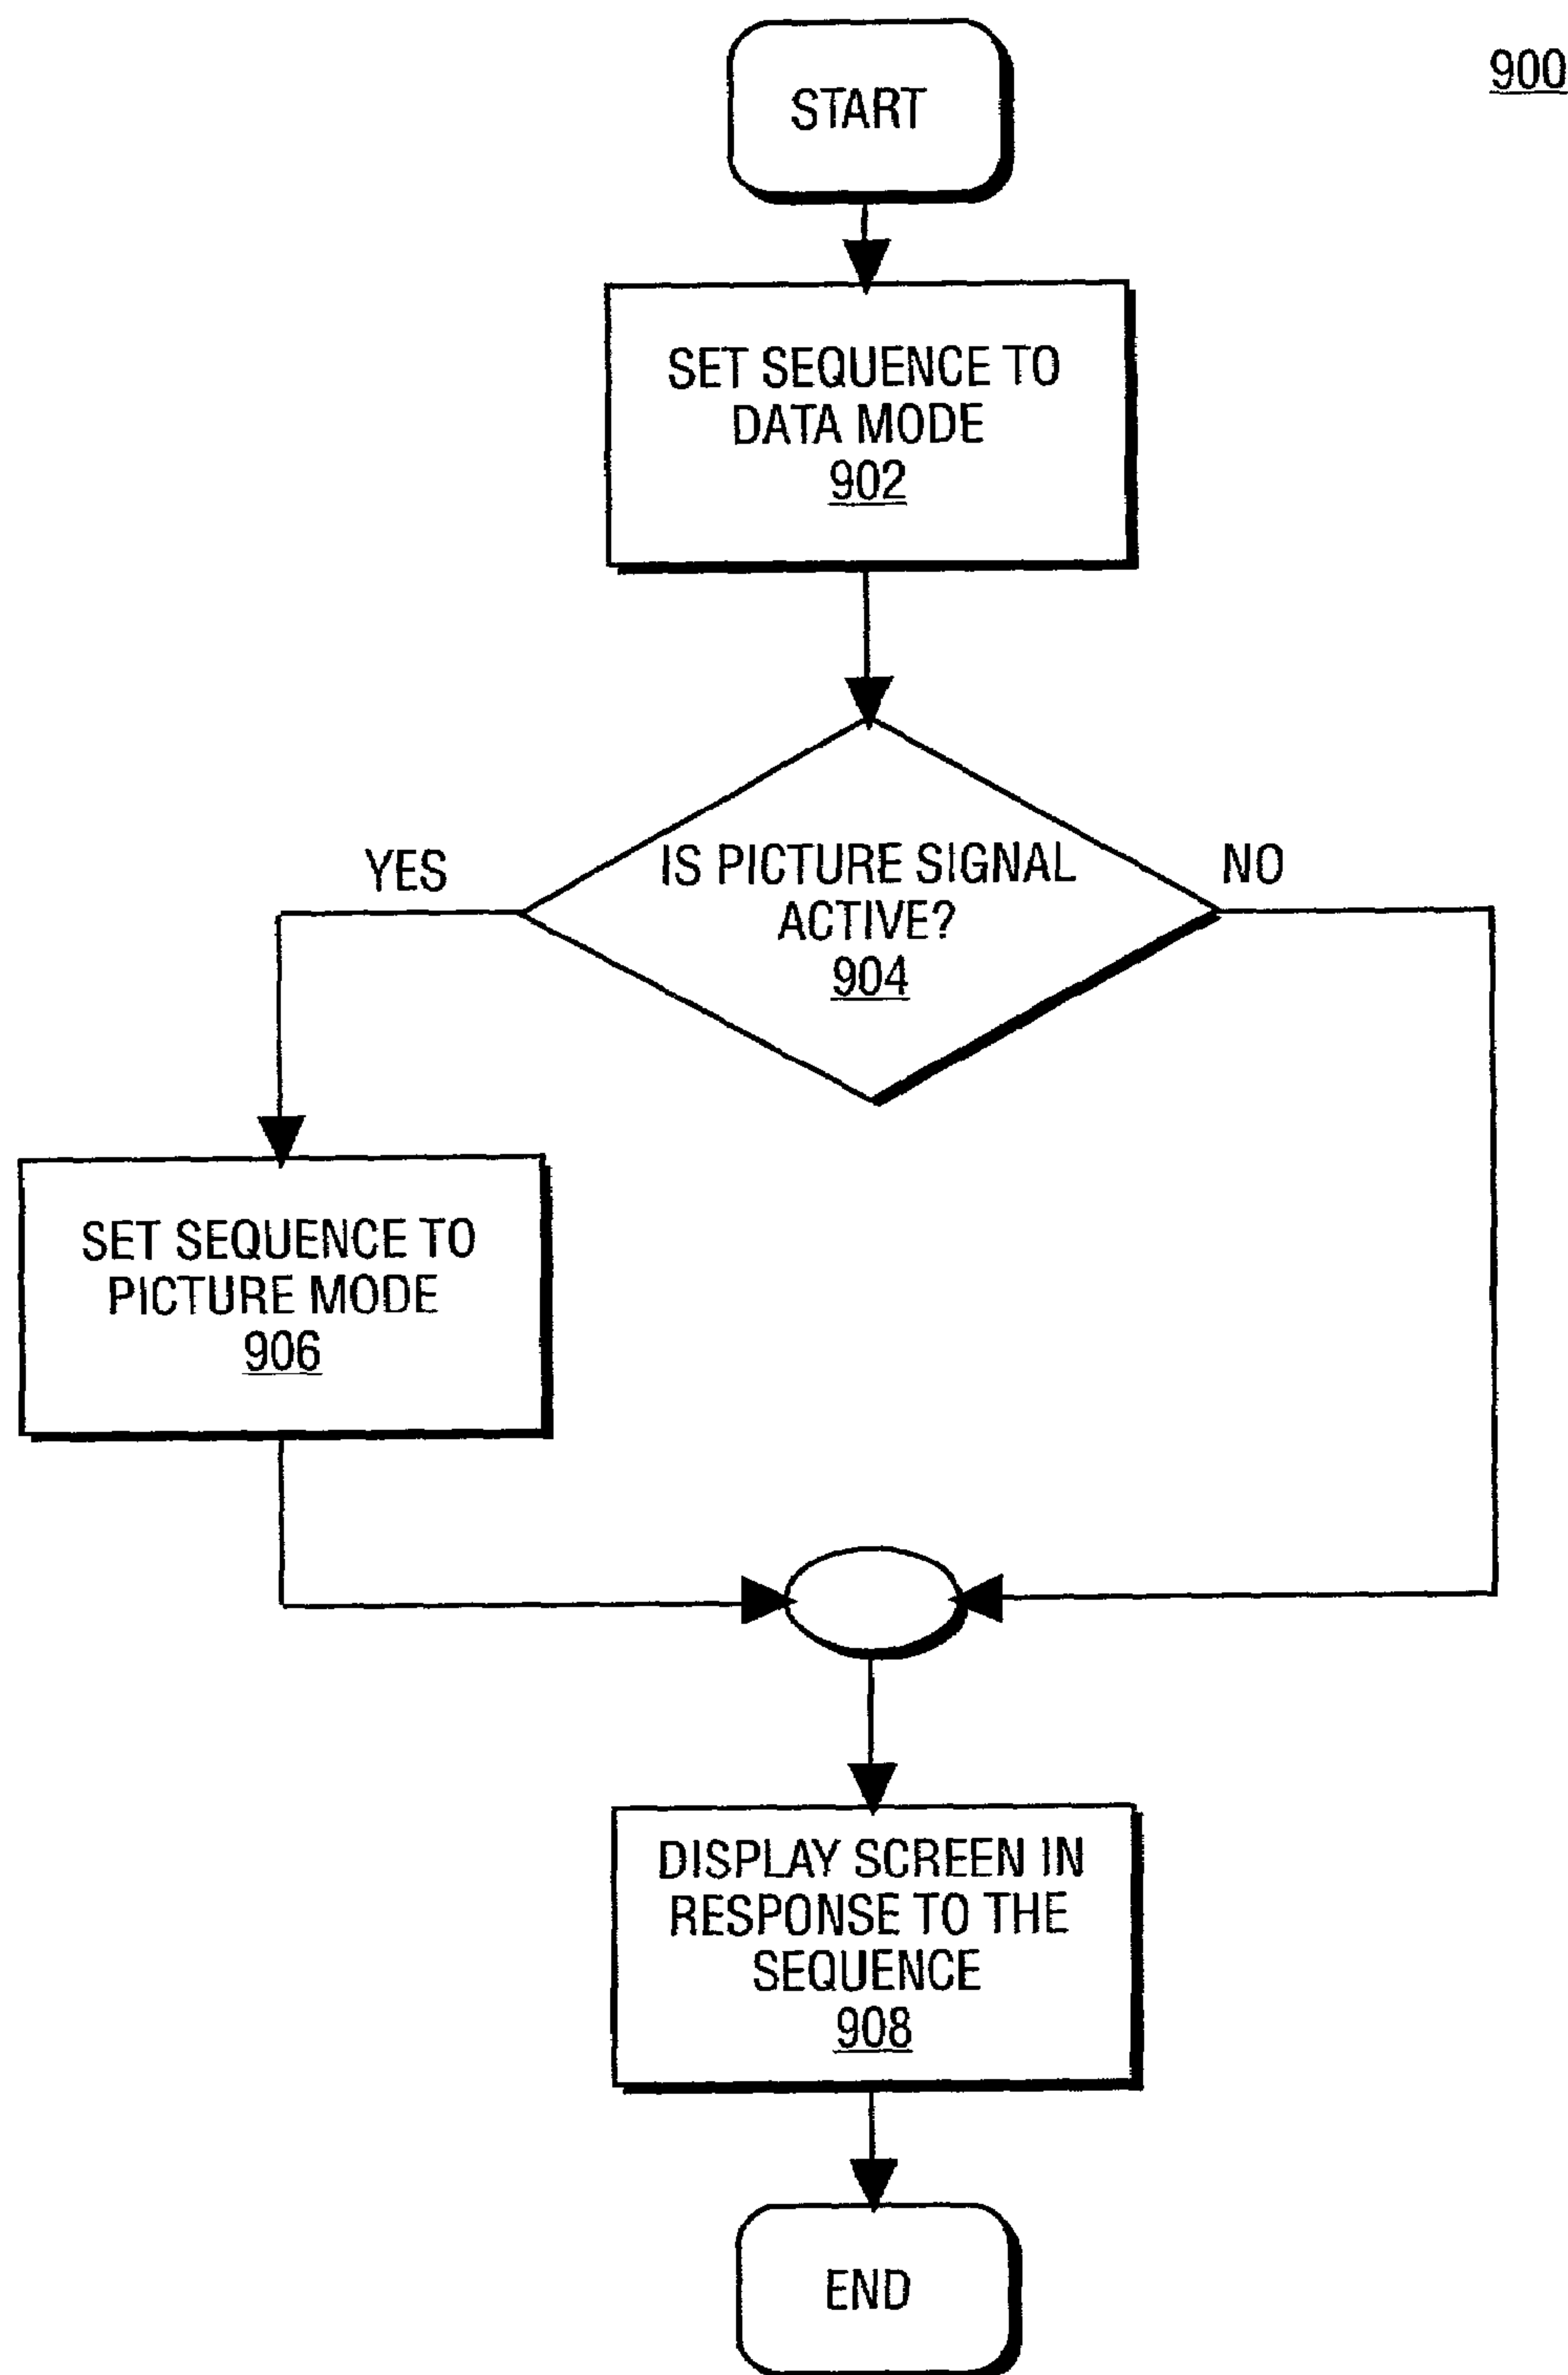 900
START
SET SEQUENCE TO
DATA MODE
902
IS PICTURE SIGNAL
ACTIVE?
904
YES
NO
SET SEQUENCE TO
PICTURE MODE
906
DISPLAY SCREEN IN
RESPONSE TO THE
SEQUENCE
908
END